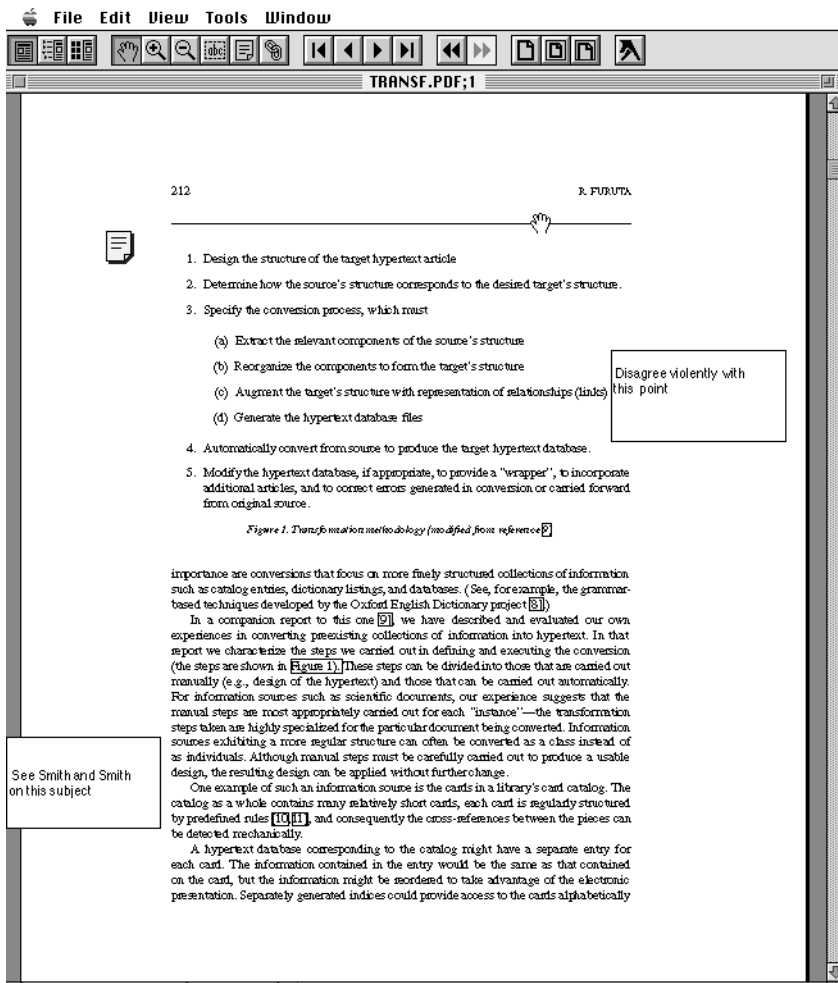 File Edit View Tools Window
abc
TRANSF.PDF;1
212 R. FURUTA
1. Design the structure of the target hypertext article
2. Determine how the source's structure corresponds to the desired target's structure.
3. Specify the conversion process, which must
(a) Extract the relevant components of the source's structure
(b) Reorganize the components to form the target's structure
(c) Augment the target's structure with representation of relationships (links)
(d) Generate the hypertext database files
Disagree violently with
this point
4. Automatically convert from source to produce the target hypertext database.
5. Modify the hypertext database, if appropriate, to provide a "wrapper", to incorporate
additional articles, and to correct errors generated in conversion or carried forward
from original source.
Figure 1. Transformation methodology (modified from reference 9]
importance are conversions that focus on more finely structured collections of information
such as catalog entries, dictionary listings, and databases. (See, for example, the grammar-
based techniques developed by the Oxford English Dictionary project [8].)
In a companion report to this one [9], we have described and evaluated our own
experiences in converting preexisting collections of information into hypertext. In that
report we characterize the steps we carried out in defining and executing the conversion
(the steps are shown in Figure 1). These steps can be divided into those that are carried out
manually (e.g., design of the hypertext) and those that can be carried out automatically.
For information sources such as scientific documents, our experience suggests that the
manual steps are most appropriately carried out for each "instance"—the transformation
steps taken are highly specialized for the particular document being converted. Information
sources exhibiting a more regular structure can often be converted as a class instead of
as individuals. Although manual steps must be carefully carried out to produce a usable
design, the resulting design can be applied without further change.
See Smith and Smith
on this subject
One example of such an information source is the cards in a library's card catalog. The
catalog as a whole contains many relatively short cards, each card is regularly structured
by predefined rules [10,11], and consequently the cross-references between the pieces can
be detected mechanically.
A hypertext database corresponding to the catalog might have a separate entry for
each card. The information contained in the entry would be the same as that contained
on the card, but the information might be reordered to take advantage of the electronic
presentation. Separately generated indices could provide access to the cards alphabetically